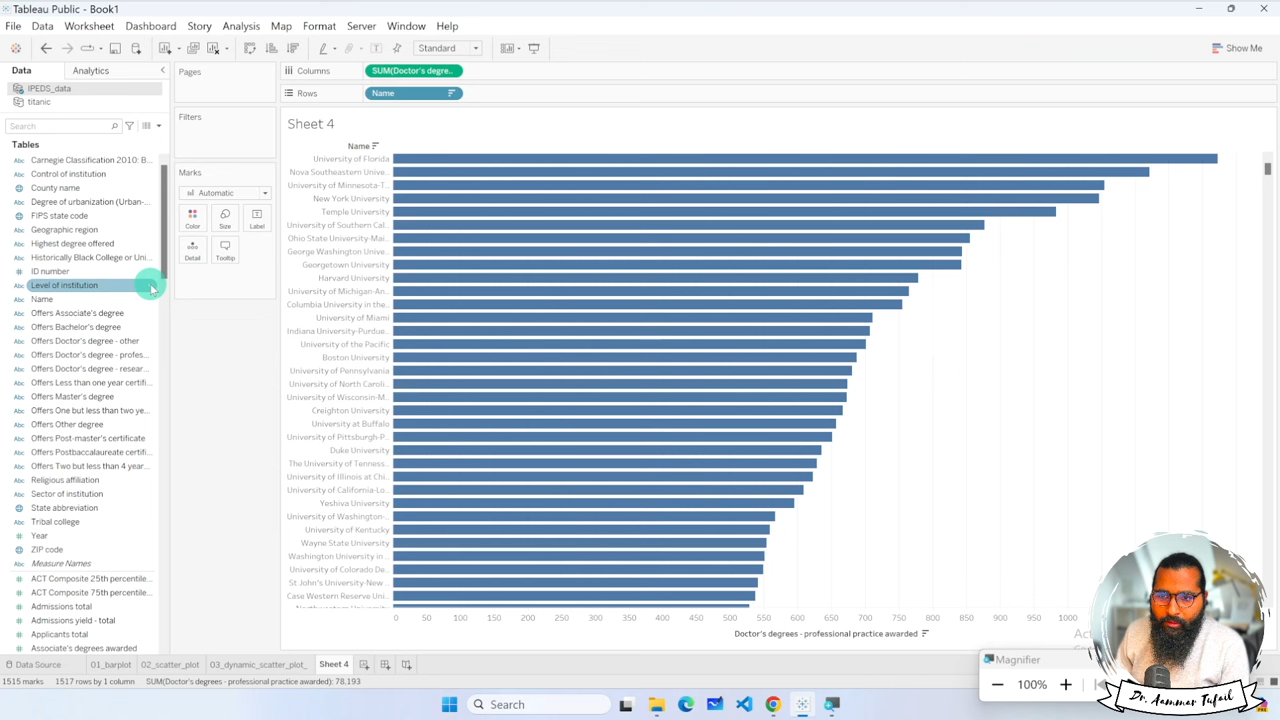 Tableau Public - Book1
File Data Worksheet Dashboard Story Analysis Map Format Server Window Help
Standard
Show Me
Data Analytics
IPEDS_data
titanic
Search
Tables
Carnegie Classification 2010: B...
Control of institution
County name
Degree of urbanization (Urban-...
FIPS state code
Geographic region
Highest degree offered
Historically Black College or Uni...
ID number
Level of institution
Name
Offers Associate's degree
Offers Bachelor's degree
Offers Doctor's degree - other
Offers Doctor's degree - profes...
Offers Doctor's degree - resear...
Offers Less than one year certifi...
Offers Master's degree
Offers One but less than two ye...
Offers Other degree
Offers Post-master's certificate
Offers Postbaccalaureate certifi...
Offers Two but less than 4 year...
Religious affiliation
Sector of institution
State abbreviation
Tribal college
Year
ZIP code
Measure Names
ACT Composite 25th percentile...
ACT Composite 75th percentile...
Admissions total
Admissions yield - total
Applicants total
Associate's degrees awarded
Pages
Filters
Marks
Automatic
Color Size Label
Detail Tooltip
Columns SUM(Doctor's degre..
Rows Name
Sheet 4
Name
University of Florida
Nova Southeastern Unive..
University of Minnesota-T..
New York University
Temple University
University of Southern Cal..
Ohio State University-Mai..
George Washington Unive..
Georgetown University
Harvard University
University of Michigan-An..
Columbia University in the..
University of Miami
Indiana University-Purdue..
University of the Pacific
Boston University
University of Pennsylvania
University of North Caroli..
University of Wisconsin-M..
Creighton University
University at Buffalo
University of Pittsburgh-P..
Duke University
The University of Tenness..
University of Illinois at Chi..
University of California-Lo..
Yeshiva University
University of Washington-..
University of Kentucky
Wayne State University
Washington University in ..
University of Colorado De..
St John's University-New ..
Case Western Reserve Uni..
Northwestern University
0 50 100 150 200 250 300 350 400 450 500 550 600 650 700 750 800 850 900 950 1000
Doctor's degrees - professional practice awarded
Magnifier
100%
Dr. Aammar Tufail
Data Source 01_barplot 02_scatter_plot 03_dynamic_scatter_plot_ Sheet 4
1515 marks 1517 rows by 1 column SUM(Doctor's degrees - professional practice awarded): 78,193
Search